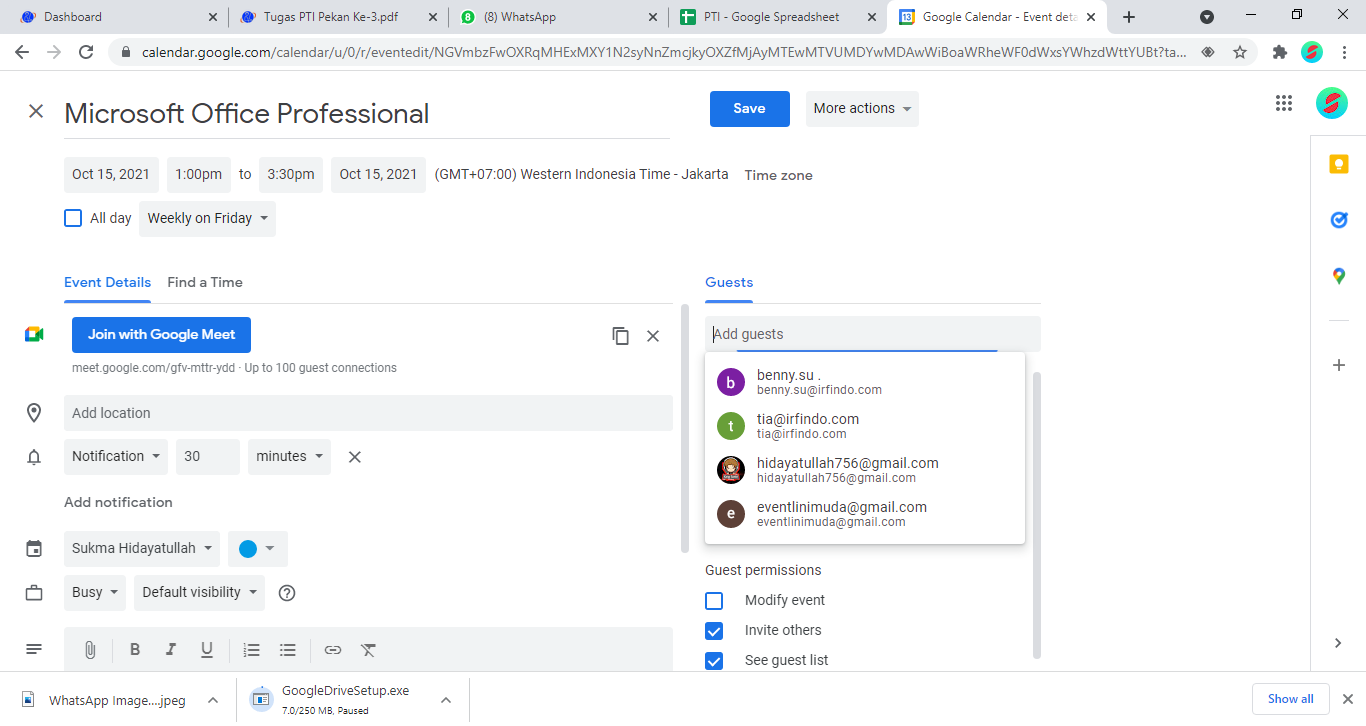 Dashboard
Tugas PTI Pekan Ke-3.pdf
8
(8) WhatsApp
PTI - Google Spreadsheet
13
Google Calendar - Event deta
calendar.google.com/calendar/u/0/r/eventedit/NGVmbzFwOXRqMHExMXY1N2syNnZmcjkyOXZfMjAyMTEwMTVUMDYwMDAwWiBoaWRheWF0dWxsYWhzdWttYUBt?ta...
Microsoft Office Professional
Save
More actions
Oct 15, 2021
1:00pm
to
3:30pm
Oct 15, 2021
(GMT+07:00) Western Indonesia Time - Jakarta
Time zone
All day
Weekly on Friday
Event Details
Find a Time
Guests
Join with Google Meet
meet.google.com/gfv-mttr-ydd · Up to 100 guest connections
Add guests
b
benny.su .
benny.su@irfindo.com
t
tia@irfindo.com
tia@irfindo.com
hidayatullah756@gmail.com
hidayatullah756@gmail.com
e
eventlinimuda@gmail.com
eventlinimuda@gmail.com
Add location
Notification
30
minutes
Add notification
Sukma Hidayatullah
Busy
Default visibility
Guest permissions
Modify event
Invite others
See guest list
B
I
U
WhatsApp Image....jpeg
GoogleDriveSetup.exe
7.0/250 MB, Paused
Show all